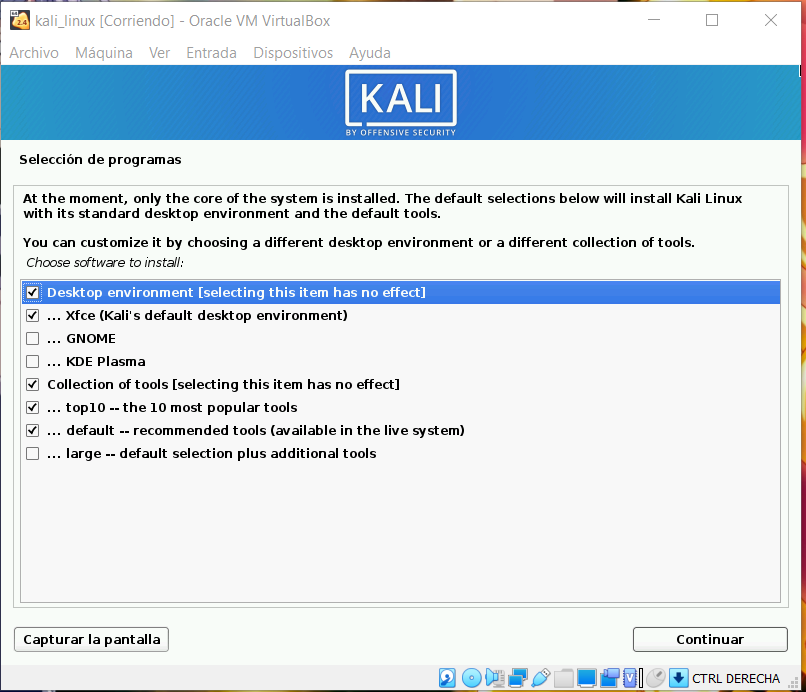 kali_linux [Corriendo] - Oracle VM VirtualBox
Archivo Máquina Ver Entrada Dispositivos Ayuda
KALI
BY OFFENSIVE SECURITY
Selección de programas
At the moment, only the core of the system is installed. The default selections below will install Kali Linux
with its standard desktop environment and the default tools.
You can customize it by choosing a different desktop environment or a different collection of tools.
Choose software to install:
Desktop environment [selecting this item has no effect]
... Xfce (Kali's default desktop environment)
... GNOME
... KDE Plasma
Collection of tools [selecting this item has no effect]
... top10 -- the 10 most popular tools
... default -- recommended tools (available in the live system)
... large -- default selection plus additional tools
Capturar la pantalla
Continuar
CTRL DERECHA